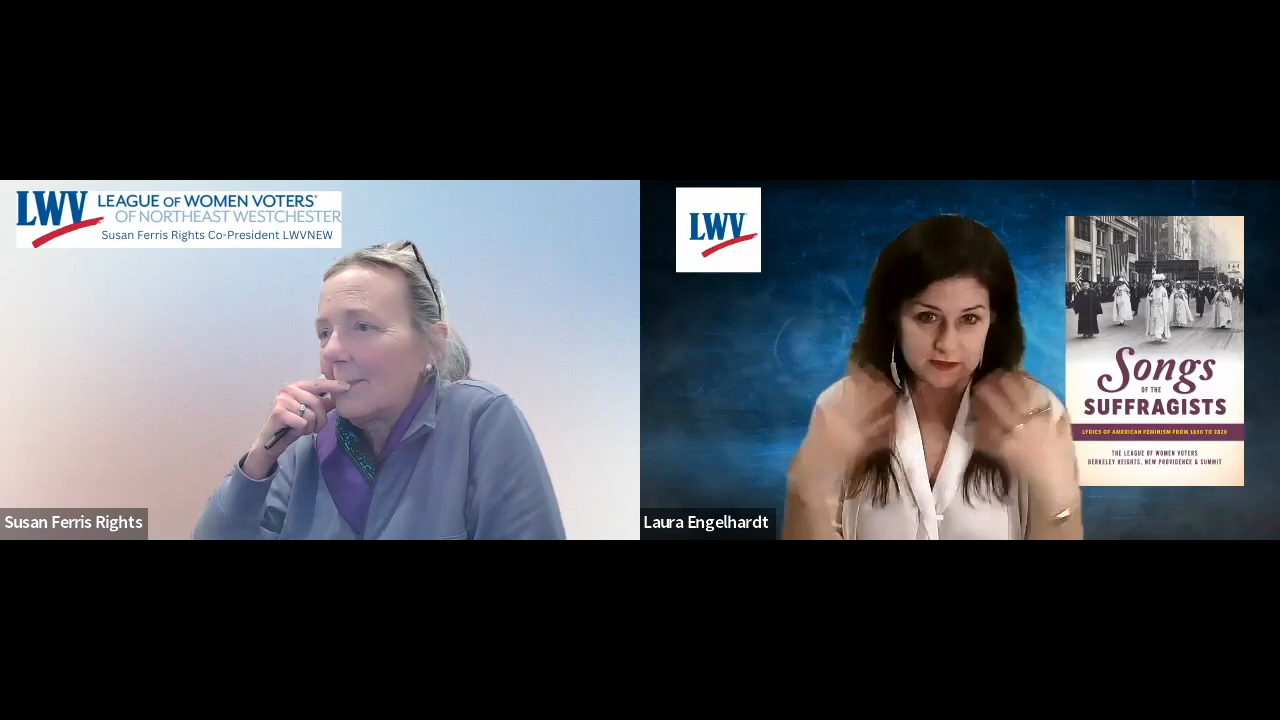 LWV LEAGUE OF WOMEN VOTERS®
OF NORTHEAST WESTCHESTER
Susan Ferris Rights Co-President LWVNEW
Susan Ferris Rights
LWV
Songs
OF THE
SUFFRAGISTS
LYRICS OF AMERICAN FEMINISM FROM 1850 TO 2020
THE LEAGUE OF WOMEN VOTERS
BERKELEY HEIGHTS, NEW PROVIDENCE & SUMMIT
Laura Engelhardt